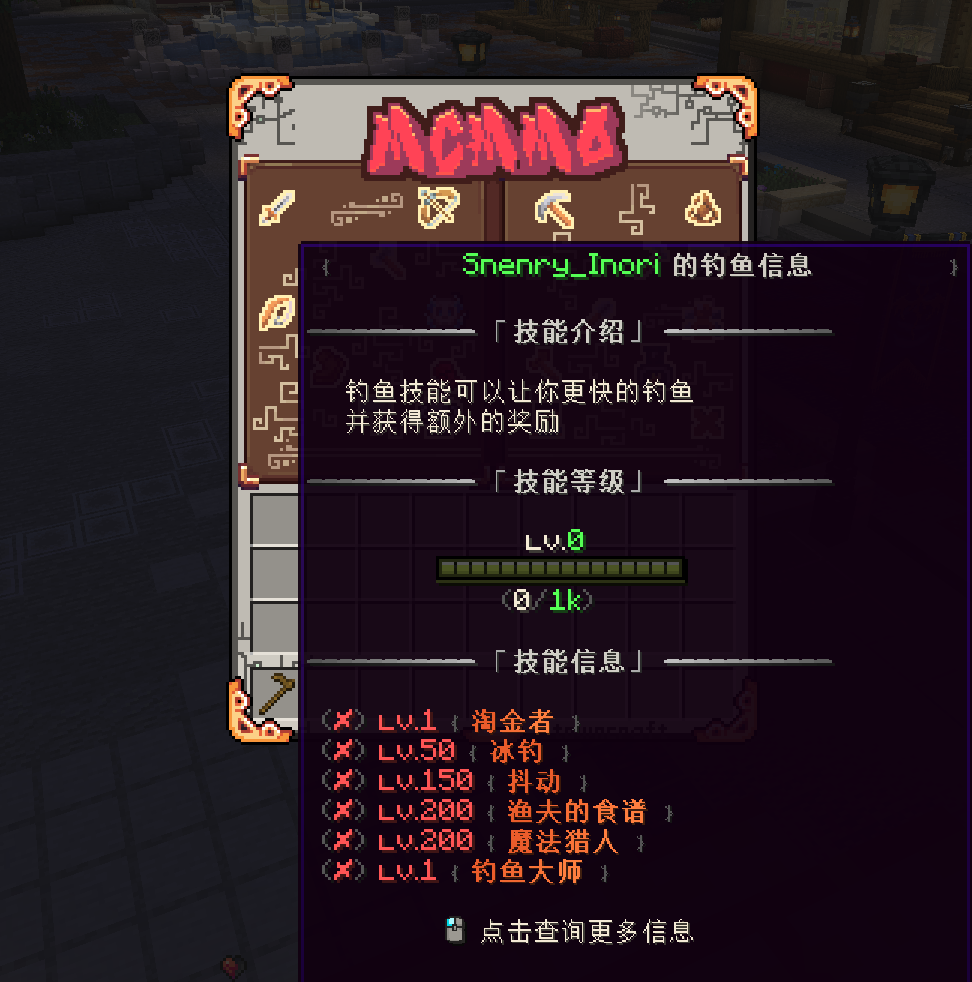 MCMMO
Snenry_Inori 的钓鱼信息
「技能介绍」
钓鱼技能可以让你更快的钓鱼
并获得额外的奖励
「技能等级」
Lv.0
(0/1k)
「技能信息」
(✘) Lv.1 { 淘金者 }
(✘) Lv.50 { 冰钓 }
(✘) Lv.150 { 抖动 }
(✘) Lv.200 { 渔夫的食谱 }
(✘) Lv.200 { 魔法猎人 }
(✘) Lv.1 { 钓鱼大师 }
点击查询更多信息